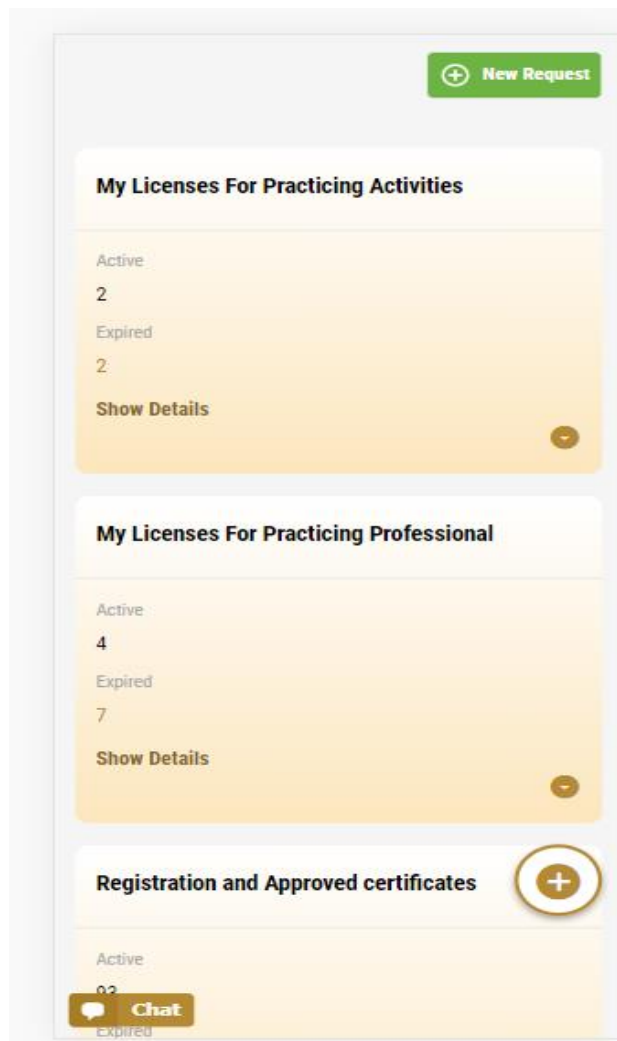 New Request
My Licenses For Practicing Activities
Active
2
Expired
2
Show Details
My Licenses For Practicing Professional
Active
4
Expired
7
Show Details
Registration and Approved certificates
Active
Chat
Expired